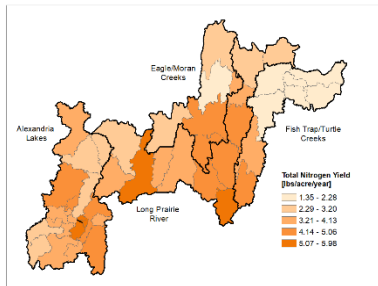 Eagle/Moran
Creeks
Alexandria
Lakes
Fish Trap/Turtle
Creeks
Long Prairie
River
Total Nitrogen Yield
[lbs/acre/year]
1.35 - 2.28
2.29 - 3.20
3.21 - 4.13
4.14 - 5.06
5.07 - 5.98